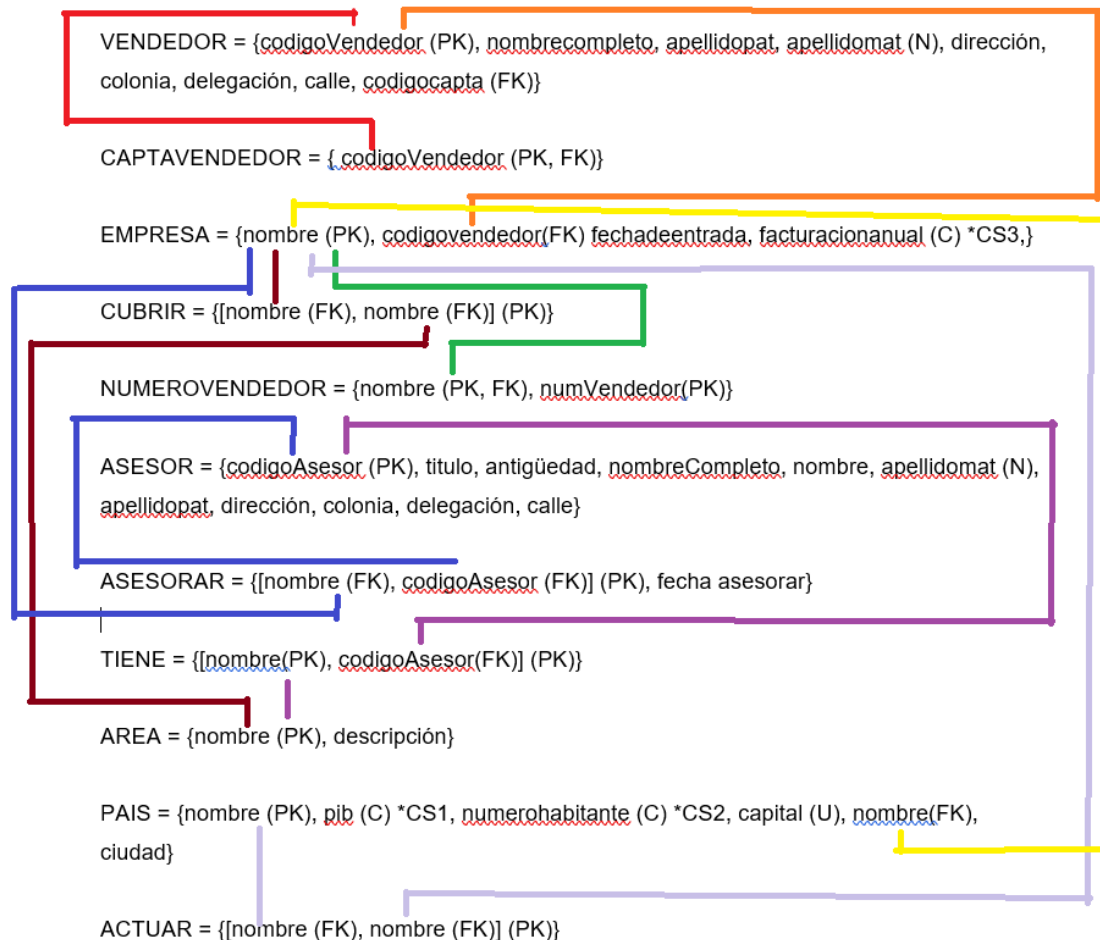 VENDEDOR = {codigoVendedor (PK), nombrecompleto, apellidopat, apellidomat (N), dirección,
colonia, delegación, calle, codigocapta (FK)}
CAPTAVENDEDOR = { codigoVendedor (PK, FK)}
EMPRESA = {nombre (PK), codigovendedor(FK) fechadeentrada, facturacionanual (C) *CS3,}
CUBRIR = {[nombre (FK), nombre (FK)] (PK)}
NUMEROVENDEDOR = {nombre (PK, FK), numVendedor(PK)}
ASESOR = {codigoAsesor (PK), titulo, antigüedad, nombreCompleto, nombre, apellidomat (N),
apellidopat, dirección, colonia, delegación, calle}
ASESORAR = {[nombre (FK), codigoAsesor (FK)] (PK), fecha asesorar}
TIENE = {[nombre(PK), codigoAsesor(FK)] (PK)}
AREA = {nombre (PK), descripción}
PAIS = {nombre (PK), pib (C) *CS1, numerohabitante (C) *CS2, capital (U), nombre(FK),
ciudad}
ACTUAR = {[nombre (FK), nombre (FK)] (PK)}